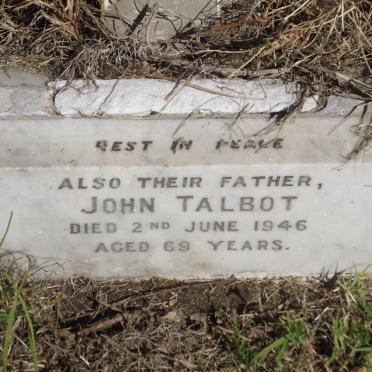 REST IN PEACE
ALSO THEIR FATHER,
JOHN TALBOT
DIED 2ND JUNE 1946
AGED 69 YEARS.